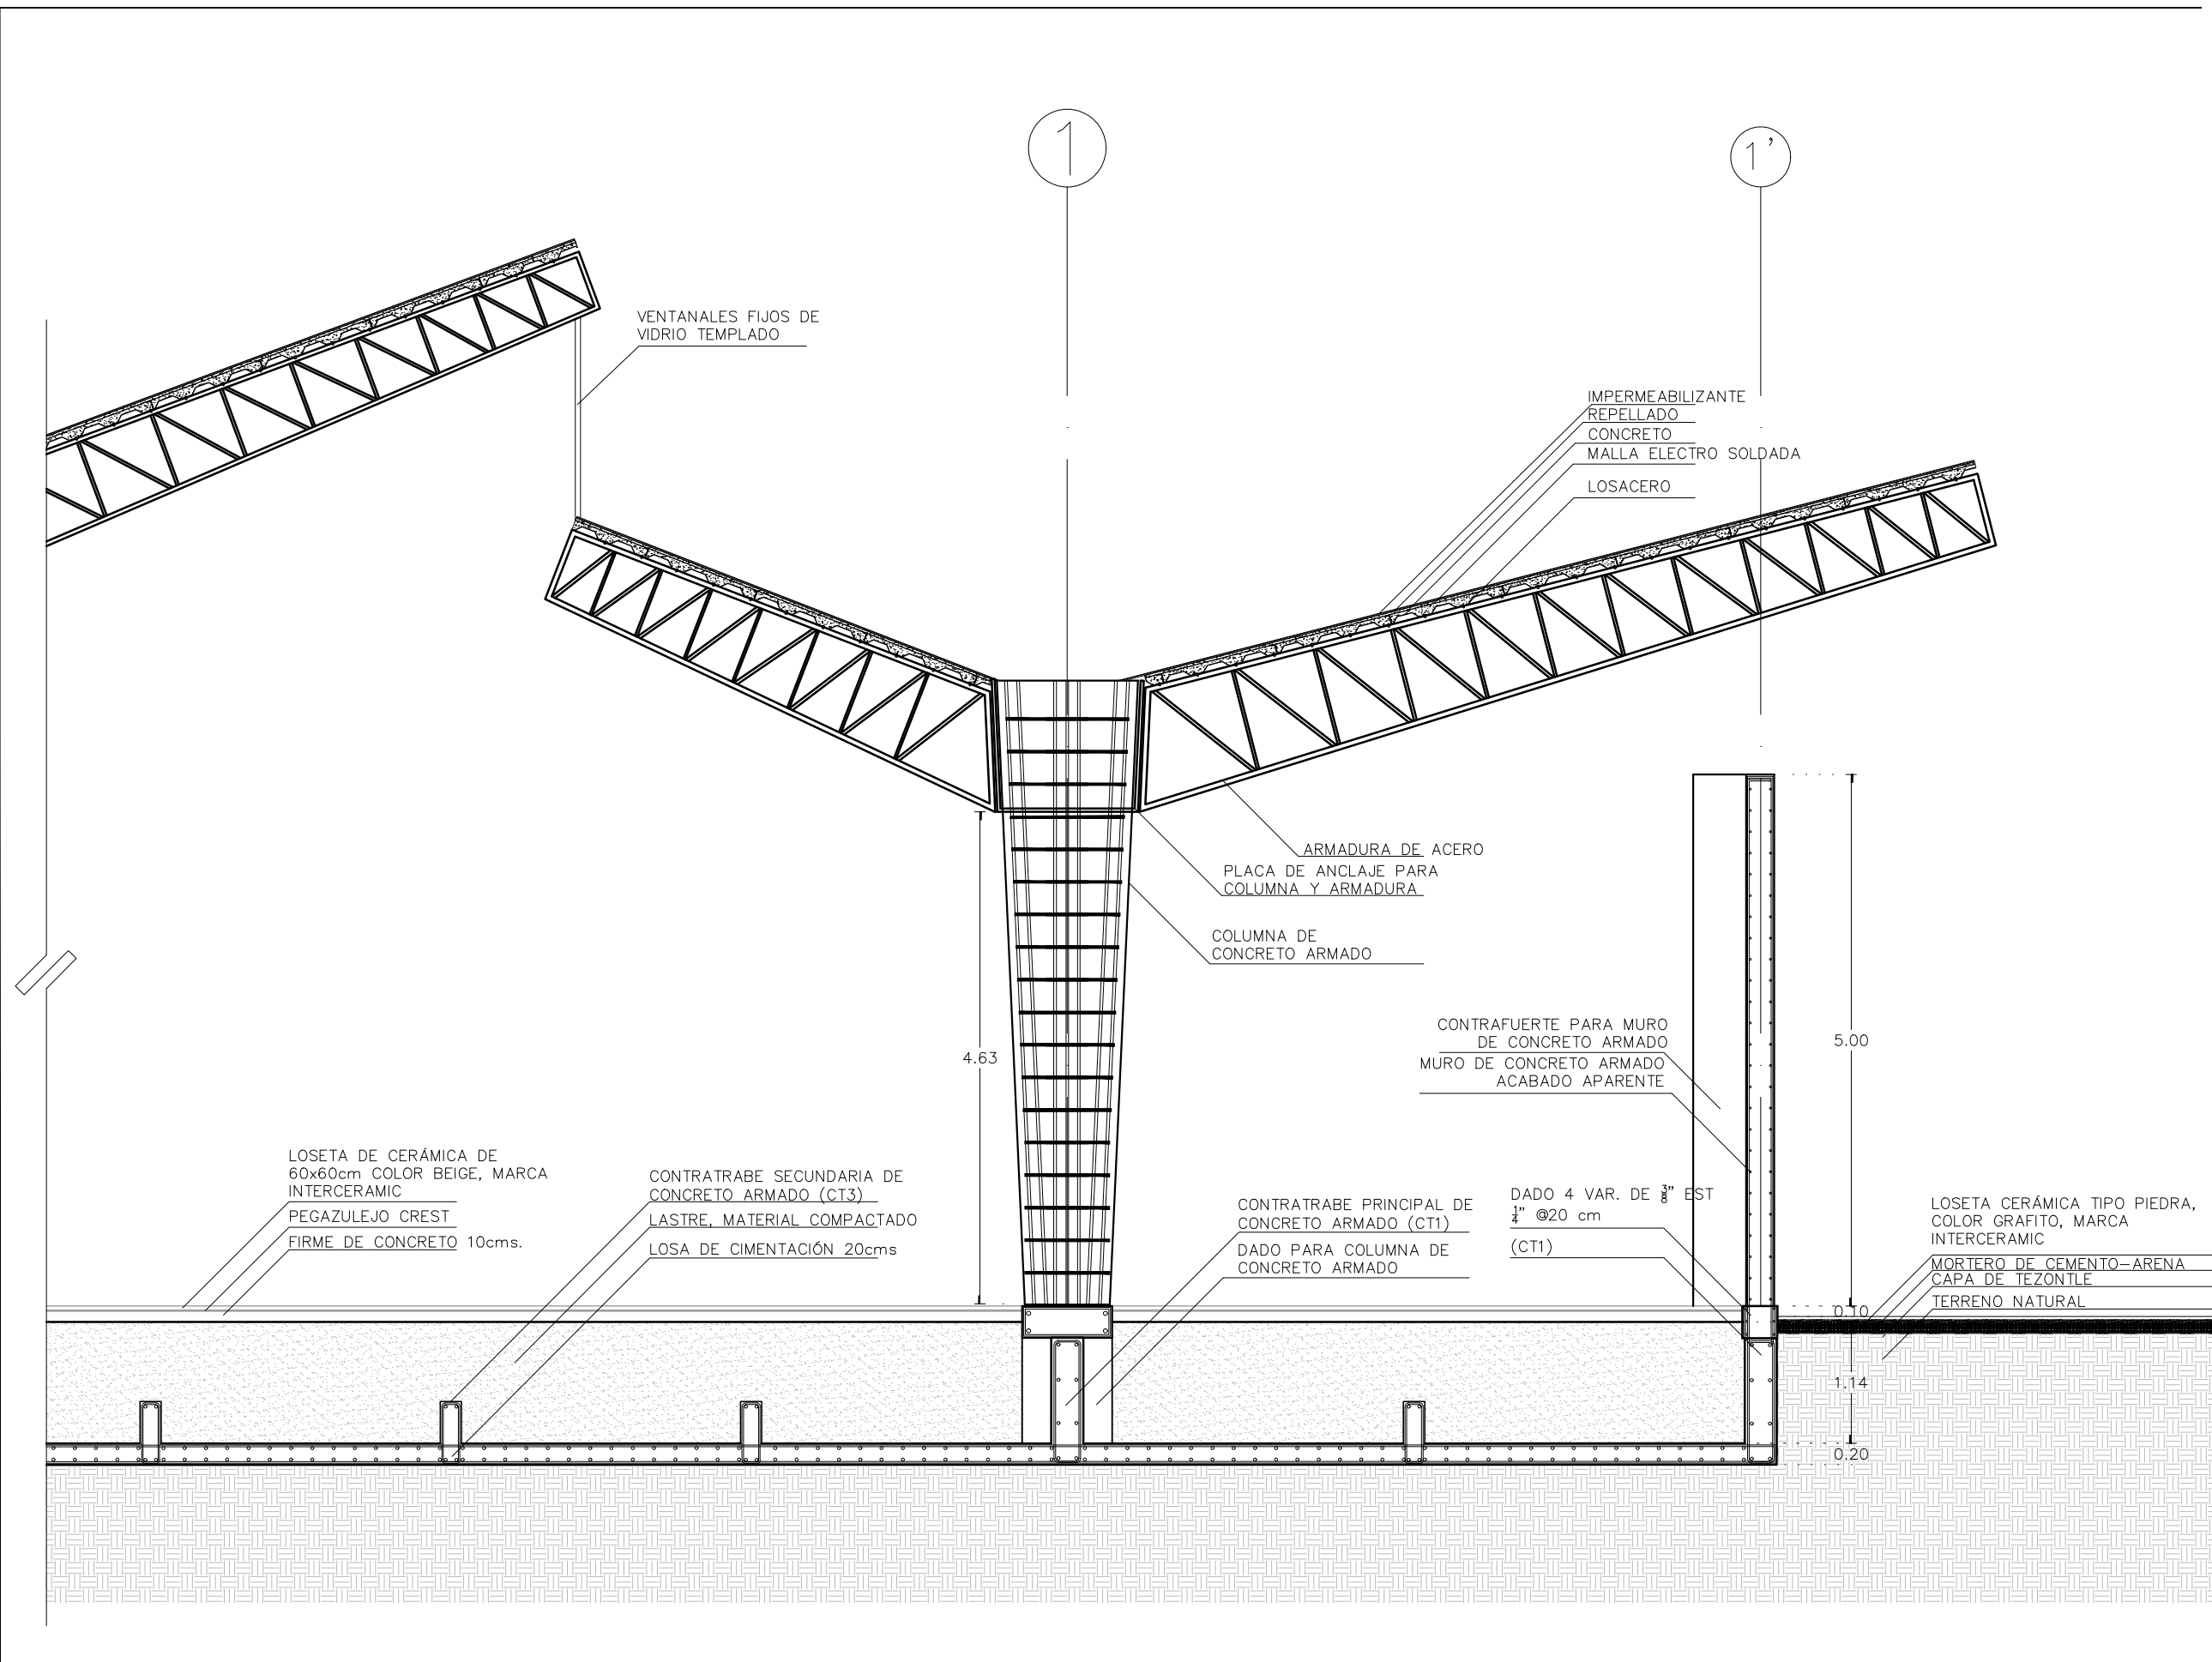 1
1'
VENTANALES FIJOS DE
VIDRIO TEMPLADO
IMPERMEABILIZANTE
REPELLADO
CONCRETO
MALLA ELECTRO SOLDADA
LOSACERO
ARMADURA DE ACERO
PLACA DE ANCLAJE PARA
COLUMNA Y ARMADURA
COLUMNA DE
CONCRETO ARMADO
4.63
CONTRAFUERTE PARA MURO
DE CONCRETO ARMADO
MURO DE CONCRETO ARMADO
ACABADO APARENTE
5.00
LOSETA DE CERÁMICA DE
60x60cm COLOR BEIGE, MARCA
INTERCERAMIC
PEGAZULEJO CREST
FIRME DE CONCRETO 10cms.
CONTRATRABE SECUNDARIA DE
CONCRETO ARMADO (CT3)
LASTRE, MATERIAL COMPACTADO
LOSA DE CIMENTACIÓN 20cms
CONTRATRABE PRINCIPAL DE
CONCRETO ARMADO (CT1)
DADO PARA COLUMNA DE
CONCRETO ARMADO
DADO 4 VAR. DE 3/8" EST
1/4" @20 cm
(CT1)
LOSETA CERÁMICA TIPO PIEDRA,
COLOR GRAFITO, MARCA
INTERCERAMIC
MORTERO DE CEMENTO-ARENA
CAPA DE TEZONTLE
TERRENO NATURAL
0.10
1.14
0.20